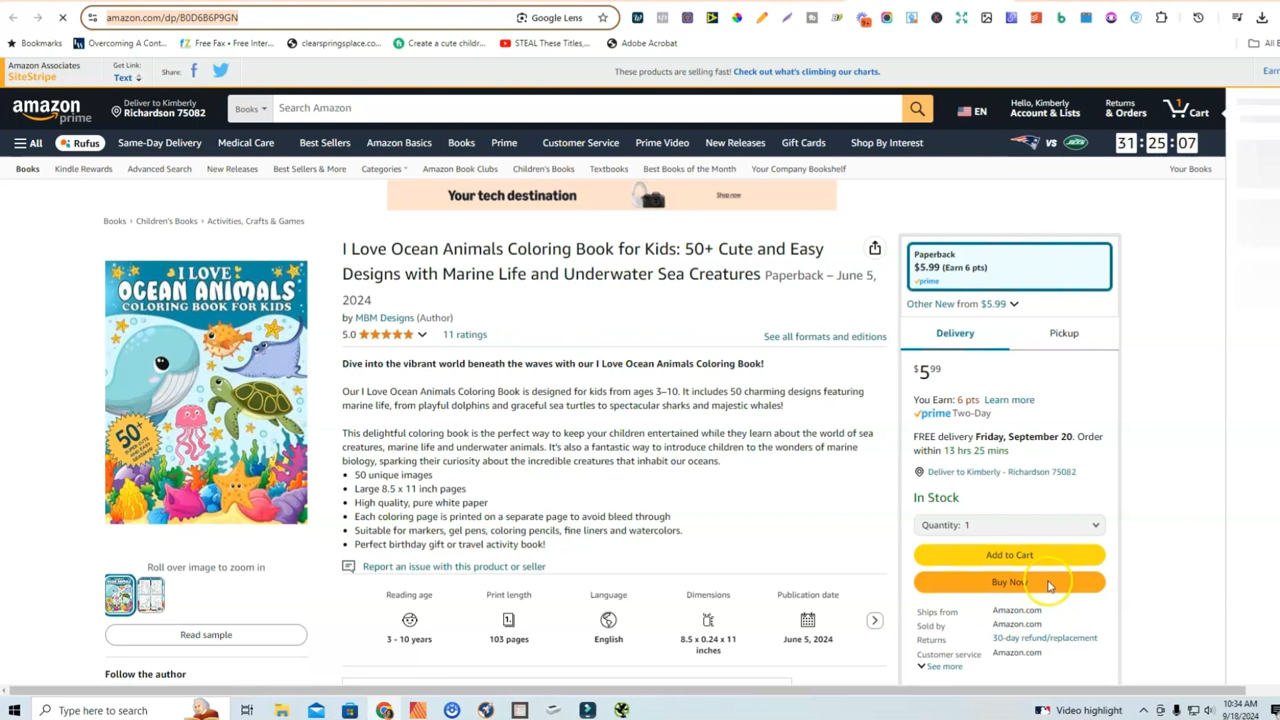 amazon.com/dp/B0D6B6P9GN
Google Lens
Bookmarks
Overcoming A Cont...
Free Fax • Free Inter...
clearspringsplace.co...
Create a cute childr...
STEAL These Titles,...
Adobe Acrobat
All B
Amazon Associates
SiteStripe
Get Link:
Text
Share:
These products are selling fast! Check out what's climbing our charts.
Earn
amazon
prime
Deliver to Kimberly
Richardson 75082
Books
Search Amazon
EN
Hello, Kimberly
Account & Lists
Returns
& Orders
1
Cart
All
Rufus
Same-Day Delivery
Medical Care
Best Sellers
Amazon Basics
Books
Prime
Customer Service
Prime Video
New Releases
Gift Cards
Shop By Interest
VS
JETS
31:25:07
Books
Kindle Rewards
Advanced Search
New Releases
Best Sellers & More
Categories
Amazon Book Clubs
Children's Books
Textbooks
Best Books of the Month
Your Company Bookshelf
Your Books
Your tech destination
Shop now
Books › Children's Books › Activities, Crafts & Games
I LOVE
OCEAN ANIMALS
COLORING BOOK FOR KIDS
50+
Roll over image to zoom in
Read sample
Follow the author
I Love Ocean Animals Coloring Book for Kids: 50+ Cute and Easy
Designs with Marine Life and Underwater Sea Creatures Paperback – June 5,
2024
by MBM Designs (Author)
5.0
11 ratings
See all formats and editions
Dive into the vibrant world beneath the waves with our I Love Ocean Animals Coloring Book!
Our I Love Ocean Animals Coloring Book is designed for kids from ages 3–10. It includes 50 charming designs featuring
marine life, from playful dolphins and graceful sea turtles to spectacular sharks and majestic whales!
This delightful coloring book is the perfect way to keep your children entertained while they learn about the world of sea
creatures, marine life and underwater animals. It's also a fantastic way to introduce children to the wonders of marine
biology, sparking their curiosity about the incredible creatures that inhabit our oceans.
• 50 unique images
• Large 8.5 x 11 inch pages
• High quality, pure white paper
• Each coloring page is printed on a separate page to avoid bleed through
• Suitable for markers, gel pens, coloring pencils, fine liners and watercolors.
• Perfect birthday gift or travel activity book!
Report an issue with this product or seller
Reading age
3 - 10 years
Print length
103 pages
Language
English
Dimensions
8.5 x 0.24 x 11
inches
Publication date
June 5, 2024
Paperback
$5.99 (Earn 6 pts)
prime
Other New from $5.99
Delivery
Pickup
$5.99
You Earn: 6 pts Learn more
prime Two-Day
FREE delivery Friday, September 20. Order
within 13 hrs 25 mins
Deliver to Kimberly - Richardson 75082
In Stock
Quantity: 1
Add to Cart
Buy Now
Ships from Amazon.com
Sold by Amazon.com
Returns 30-day refund/replacement
Customer service Amazon.com
See more
Type here to search
Video highlight
10:34 AM
9/18/2024